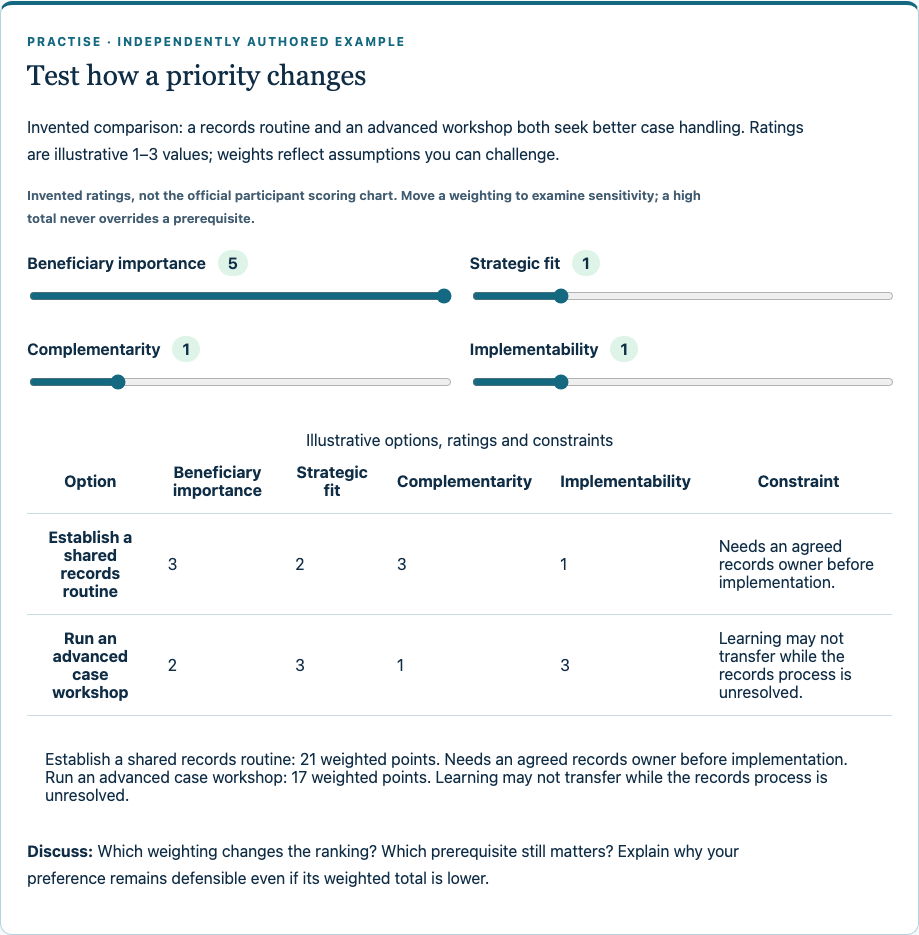 PRACTISE · INDEPENDENTLY AUTHORED EXAMPLE
Test how a priority changes
Invented comparison: a records routine and an advanced workshop both seek better case handling. Ratings
are illustrative 1–3 values; weights reflect assumptions you can challenge.
Invented ratings, not the official participant scoring chart. Move a weighting to examine sensitivity; a high
total never overrides a prerequisite.
Beneficiary importance 5
Strategic fit 1
Complementarity 1
Implementability 1
Illustrative options, ratings and constraints
Option
Beneficiary
importance
Strategic
fit
Complementarity
Implementability
Constraint
Establish a
shared
records
routine
3
2
3
1
Needs an agreed
records owner before
implementation.
Run an
advanced
case
workshop
2
3
1
3
Learning may not
transfer while the
records process is
unresolved.
Establish a shared records routine: 21 weighted points. Needs an agreed records owner before implementation.
Run an advanced case workshop: 17 weighted points. Learning may not transfer while the records process is
unresolved.
Discuss: Which weighting changes the ranking? Which prerequisite still matters? Explain why your
preference remains defensible even if its weighted total is lower.